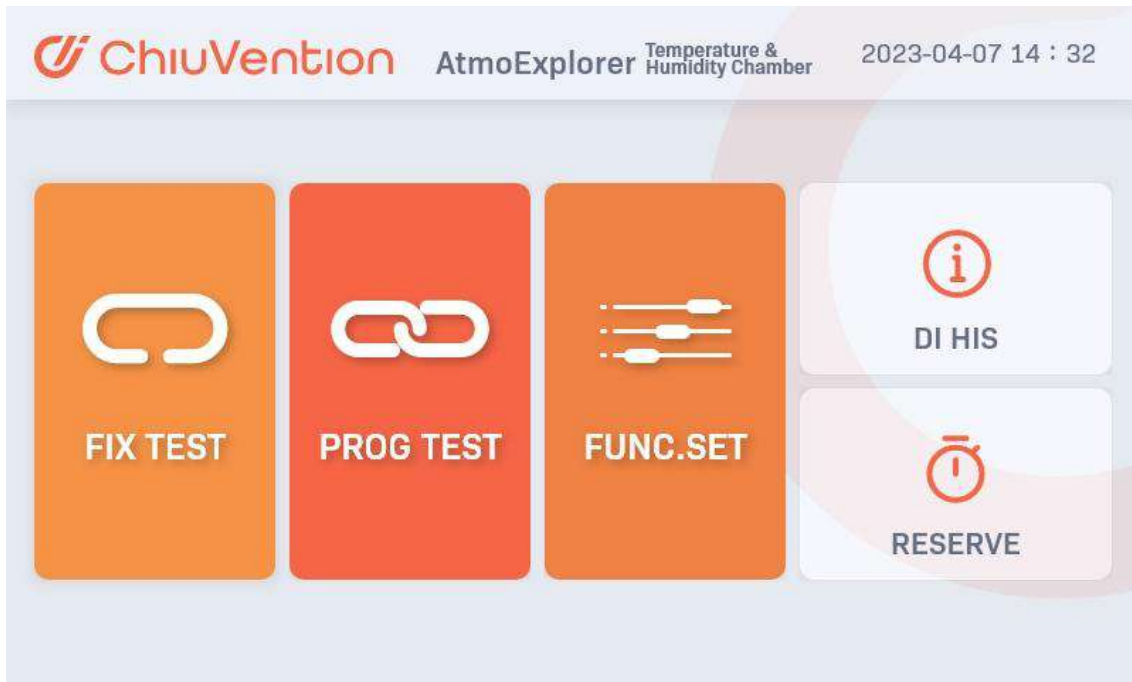 ChiuVention
AtmoExplorer
Temperature &
Humidity Chamber
2023-04-07 14:32
FIX TEST
PROG TEST
FUNC.SET
DI HIS
RESERVE